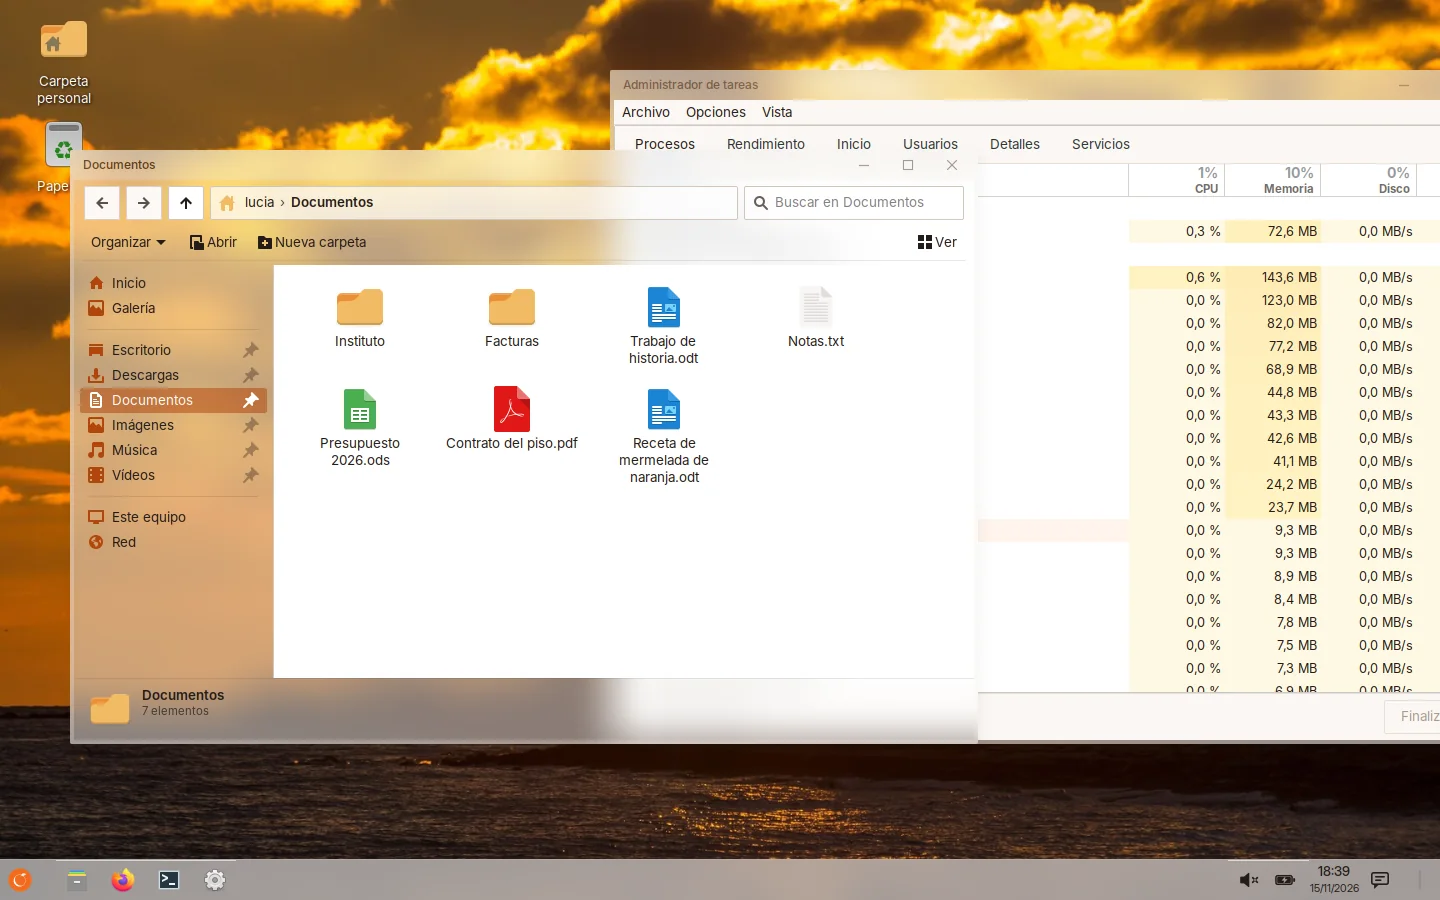 Carpeta
personal
Pape
Administrador de tareas
Archivo Opciones Vista
Procesos Rendimiento Inicio Usuarios Detalles Servicios
1% 10% 0%
CPU Memoria Disco
0,3 % 72,6 MB 0,0 MB/s
0,6 % 143,6 MB 0,0 MB/s
0,0 % 123,0 MB 0,0 MB/s
0,0 % 82,0 MB 0,0 MB/s
0,0 % 77,2 MB 0,0 MB/s
0,0 % 68,9 MB 0,0 MB/s
0,0 % 44,8 MB 0,0 MB/s
0,0 % 43,3 MB 0,0 MB/s
0,0 % 42,6 MB 0,0 MB/s
0,0 % 41,1 MB 0,0 MB/s
0,0 % 24,2 MB 0,0 MB/s
0,0 % 23,7 MB 0,0 MB/s
0,0 % 9,3 MB 0,0 MB/s
0,0 % 9,3 MB 0,0 MB/s
0,0 % 8,9 MB 0,0 MB/s
0,0 % 8,4 MB 0,0 MB/s
0,0 % 7,8 MB 0,0 MB/s
0,0 % 7,5 MB 0,0 MB/s
0,0 % 7,3 MB 0,0 MB/s
0,0 % 6,9 MB 0,0 MB/s
Finaliz
Documentos
lucia › Documentos
Buscar en Documentos
Organizar Abrir Nueva carpeta Ver
Inicio
Galería
Escritorio
Descargas
Documentos
Imágenes
Música
Vídeos
Este equipo
Red
Instituto
Facturas
Trabajo de
historia.odt
Notas.txt
Presupuesto
2026.ods
Contrato del piso.pdf
Receta de
mermelada de
naranja.odt
Documentos
7 elementos
18:39
15/11/2026